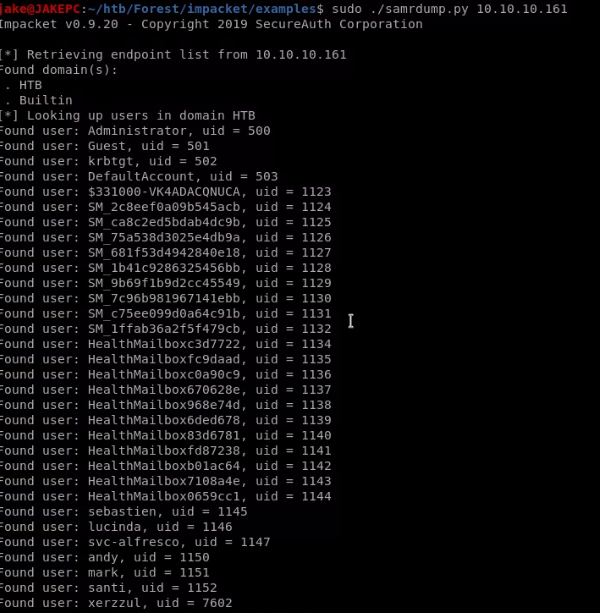 jake@JAKEPC:~/htb/Forest/impacket/examples$ sudo ./samrdump.py 10.10.10.161
Impacket v0.9.20 - Copyright 2019 SecureAuth Corporation
[*] Retrieving endpoint list from 10.10.10.161
Found domain(s):
. HTB
. Builtin
[*] Looking up users in domain HTB
Found user: Administrator, uid = 500
Found user: Guest, uid = 501
Found user: krbtgt, uid = 502
Found user: DefaultAccount, uid = 503
Found user: $331000-VK4ADACQNUCA, uid = 1123
Found user: SM_2c8eef0a09b545acb, uid = 1124
Found user: SM_ca8c2ed5bdab4dc9b, uid = 1125
Found user: SM_75a538d3025e4db9a, uid = 1126
Found user: SM_681f53d4942840e18, uid = 1127
Found user: SM_1b41c9286325456bb, uid = 1128
Found user: SM_9b69f1b9d2cc45549, uid = 1129
Found user: SM_7c96b981967141ebb, uid = 1130
Found user: SM_c75ee099d0a64c91b, uid = 1131
Found user: SM_1ffab36a2f5f479cb, uid = 1132
Found user: HealthMailboxc3d7722, uid = 1134
Found user: HealthMailboxfc9daad, uid = 1135
Found user: HealthMailboxc0a90c9, uid = 1136
Found user: HealthMailbox670628e, uid = 1137
Found user: HealthMailbox968e74d, uid = 1138
Found user: HealthMailbox6ded678, uid = 1139
Found user: HealthMailbox83d6781, uid = 1140
Found user: HealthMailboxfd87238, uid = 1141
Found user: HealthMailboxb01ac64, uid = 1142
Found user: HealthMailbox7108a4e, uid = 1143
Found user: HealthMailbox0659cc1, uid = 1144
Found user: sebastien, uid = 1145
Found user: lucinda, uid = 1146
Found user: svc-alfresco, uid = 1147
Found user: andy, uid = 1150
Found user: mark, uid = 1151
Found user: santi, uid = 1152
Found user: xerzzul, uid = 7602